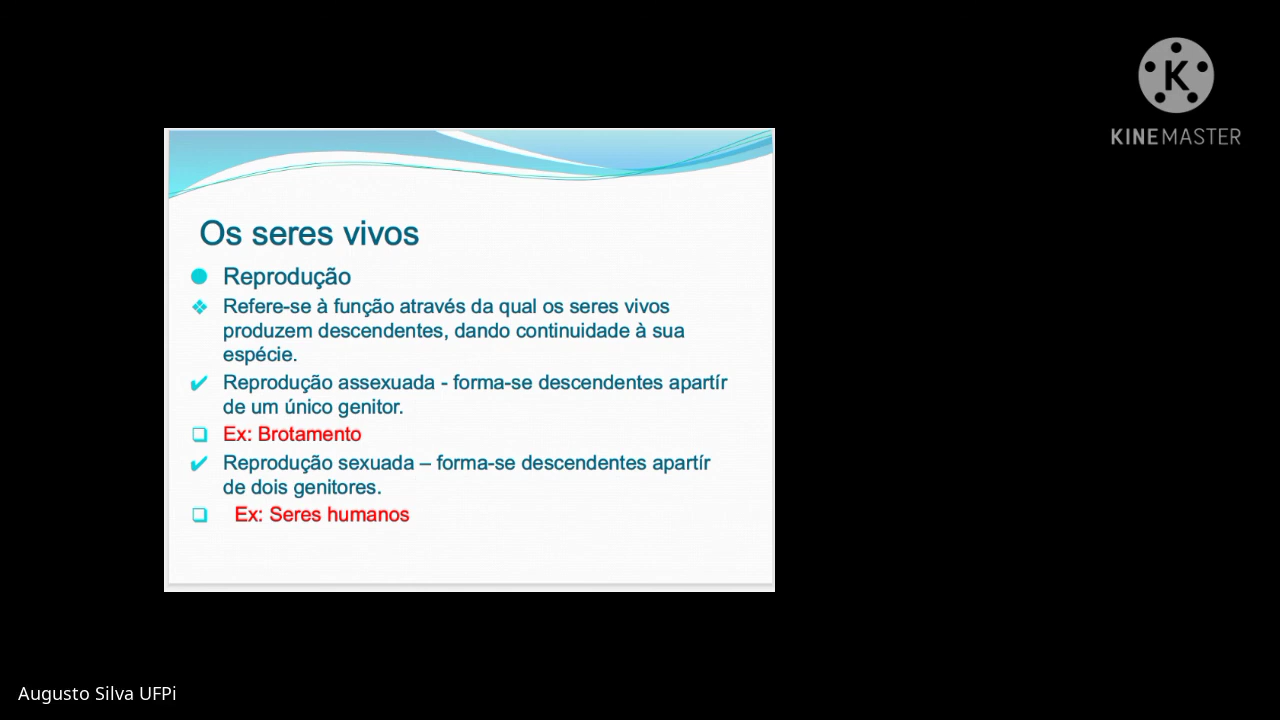 KINEMASTER
Os seres vivos
Reprodução
Refere-se à função através da qual os seres vivos
produzem descendentes, dando continuidade à sua
espécie.
Reprodução assexuada - forma-se descendentes apartír
de um único genitor.
Ex: Brotamento
Reprodução sexuada – forma-se descendentes apartír
de dois genitores.
Ex: Seres humanos
Augusto Silva UFPi